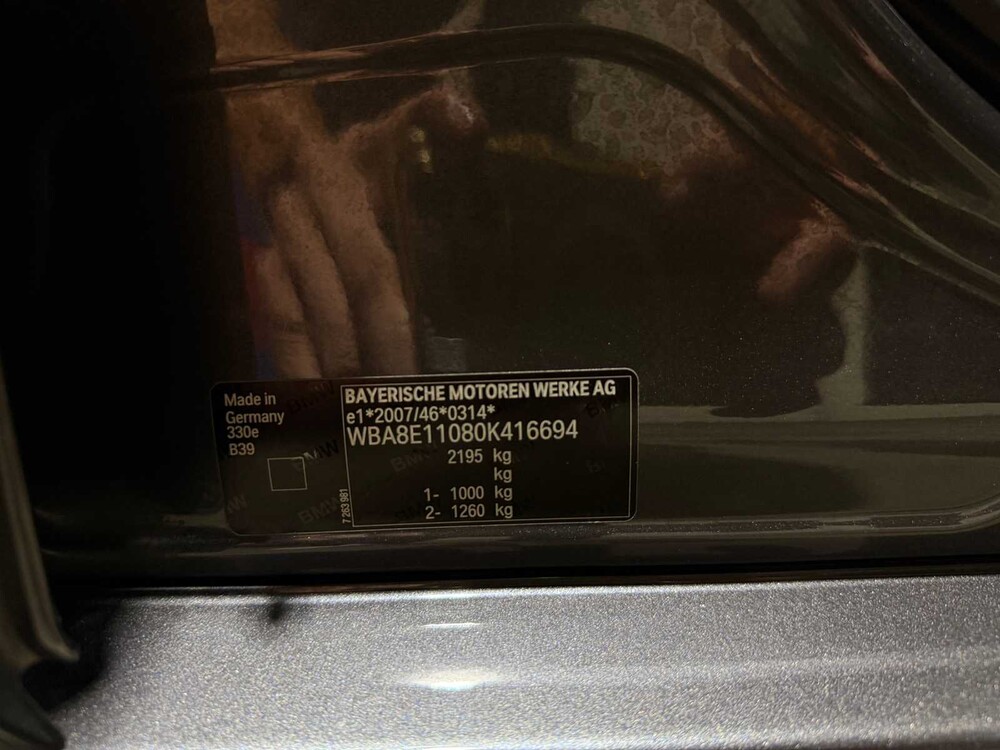 Made in
Germany
330e
B39
7 263 981
BAYERISCHE MOTOREN WERKE AG
e1*2007/46*0314*
WBA8E11080K416694
2195 kg
kg
1- 1000 kg
2- 1260 kg